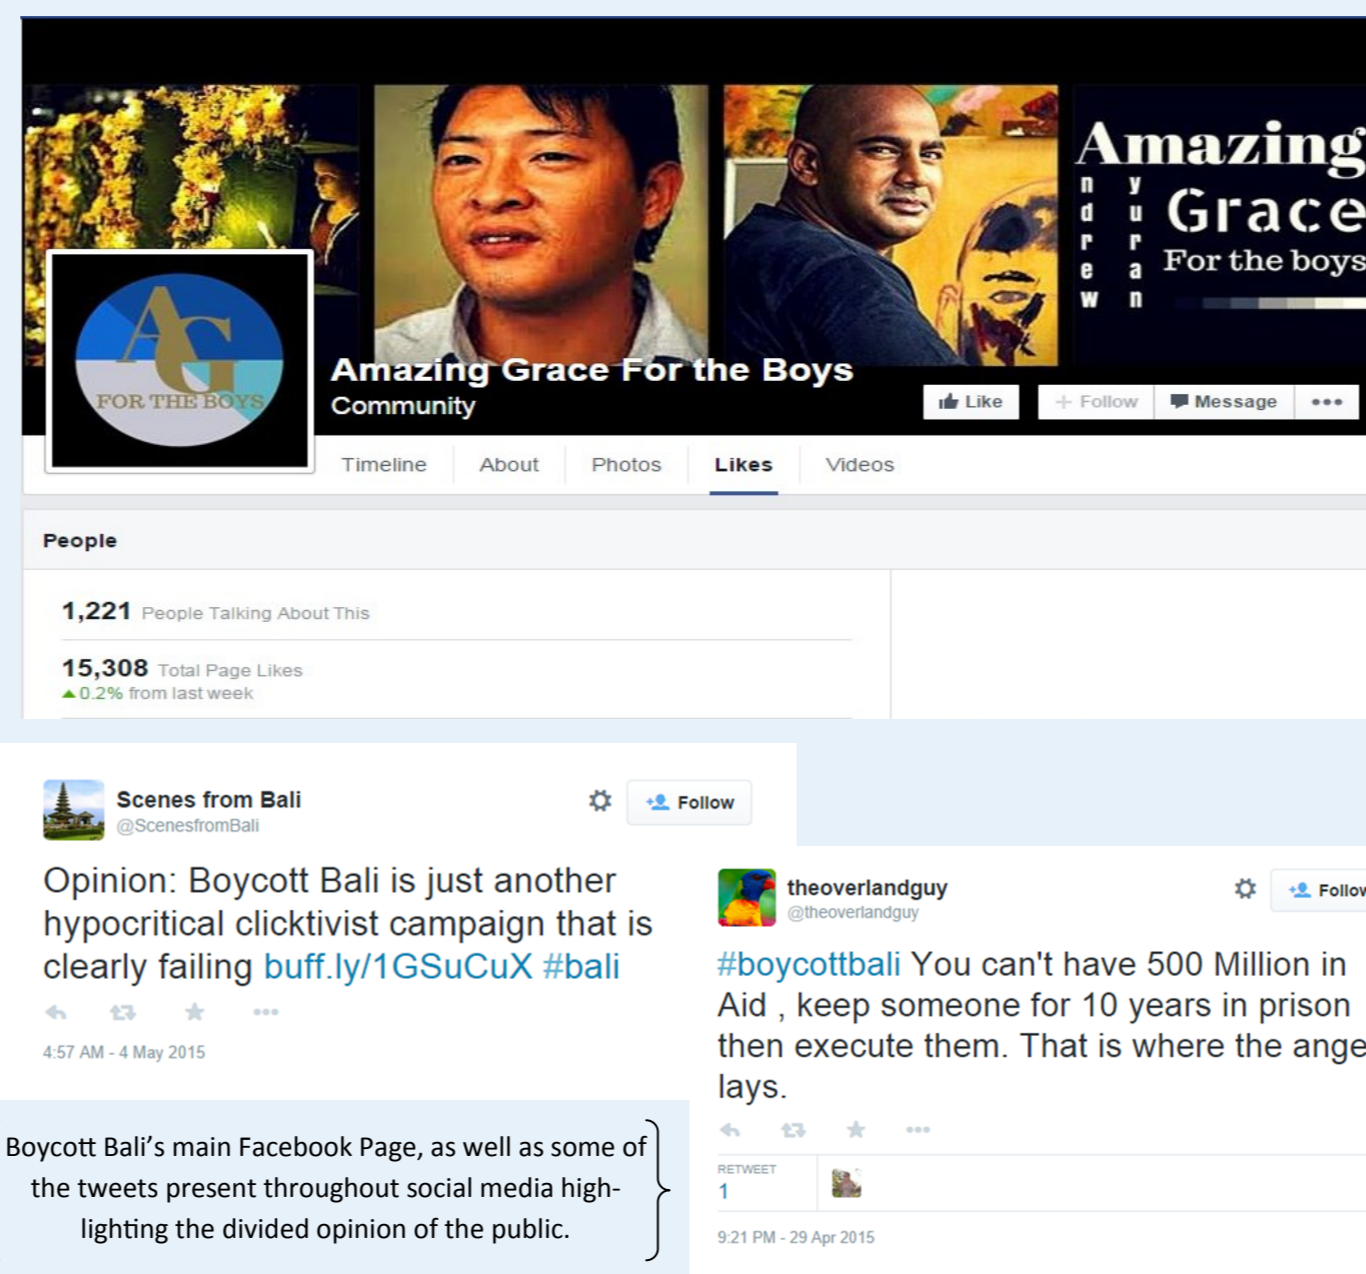 Amazing
Grace
For the boys
ndrew
yuran
AG
FOR THE BOYS
Amazing Grace For the Boys
Community
Like
+ Follow
Message
Timeline
About
Photos
Likes
Videos
People
1,221 People Talking About This
15,308 Total Page Likes
0.2% from last week
Scenes from Bali
@ScenesfromBali
Follow
Opinion: Boycott Bali is just another
hypocritical clicktivist campaign that is
clearly failing buff.ly/1GSuCuX #bali
4:57 AM - 4 May 2015
theoverlandguy
@theoverlandguy
Follow
#boycottbali You can't have 500 Million in
Aid , keep someone for 10 years in prison
then execute them. That is where the ange
lays.
RETWEET
1
9:21 PM - 29 Apr 2015
Boycott Bali’s main Facebook Page, as well as some of
the tweets present throughout social media high-
lighting the divided opinion of the public.